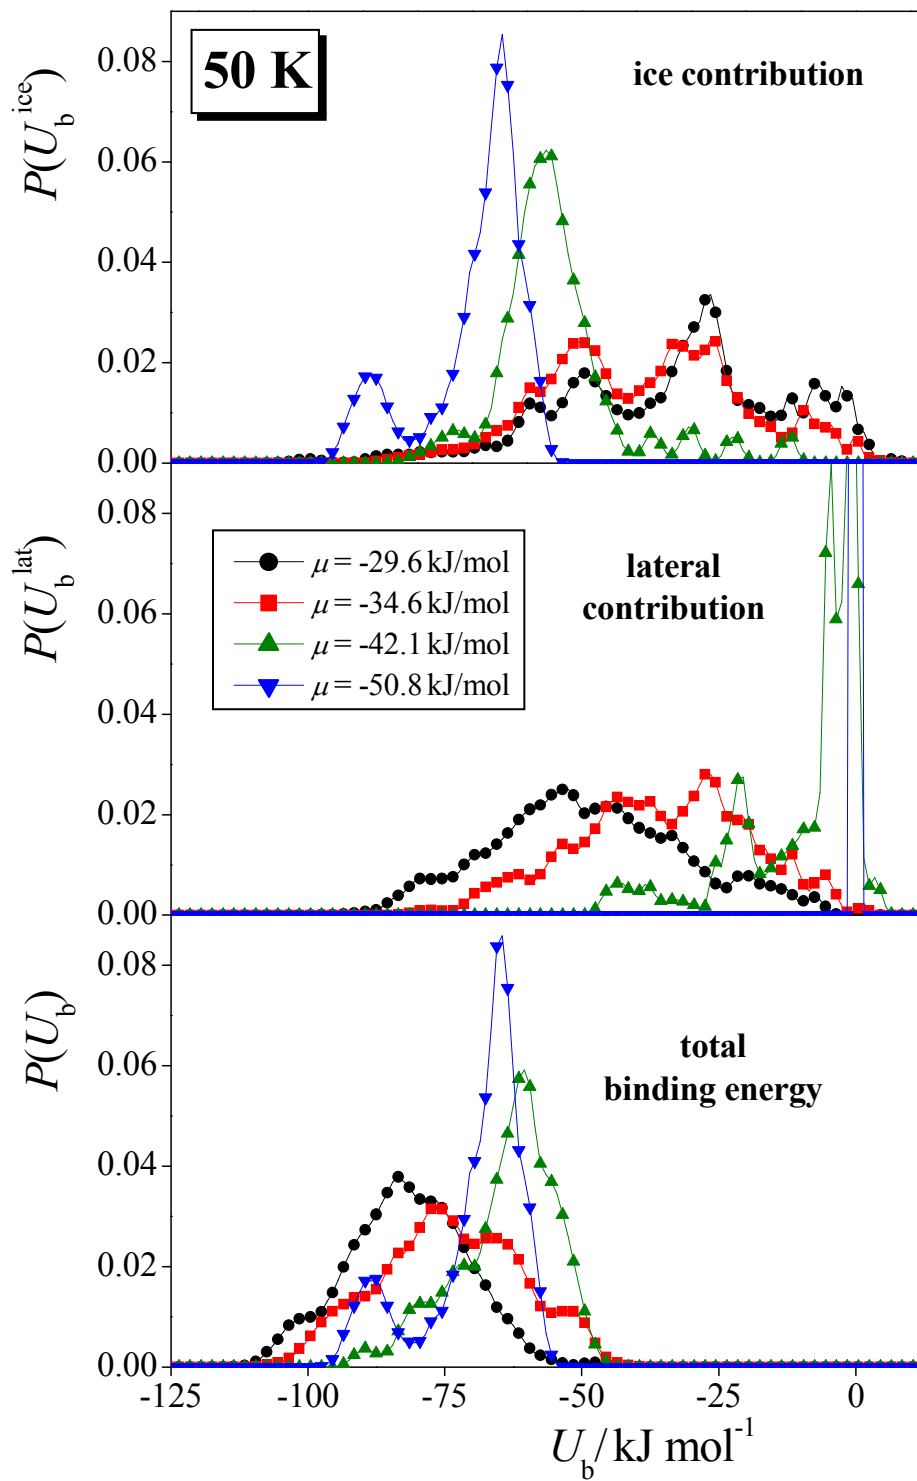 50 K
ice contribution
P(U_b^ice)
0.08
0.06
0.04
0.02
0.00
lateral
contribution
P(U_b^lat)
0.08
0.06
0.04
0.02
0.00
μ = -29.6 kJ/mol
μ = -34.6 kJ/mol
μ = -42.1 kJ/mol
μ = -50.8 kJ/mol
total
binding energy
P(U_b)
0.08
0.06
0.04
0.02
0.00
-125 -100 -75 -50 -25 0
U_b/ kJ mol^-1